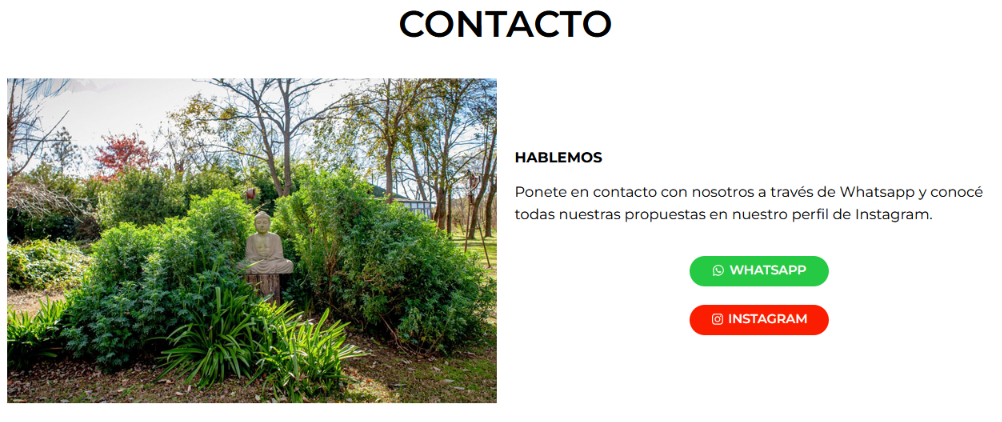 CONTACTO
HABLEMOS
Ponete en contacto con nosotros a través de Whatsapp y conocé
todas nuestras propuestas en nuestro perfil de Instagram.
WHATSAPP
INSTAGRAM